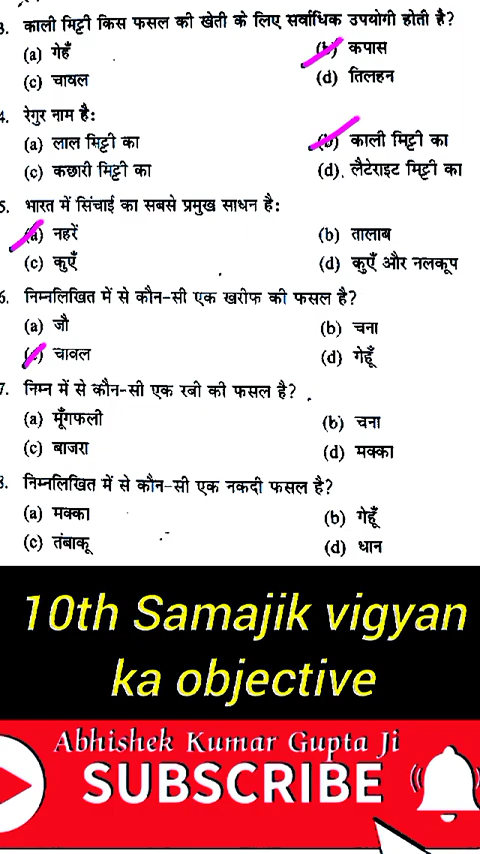 3. काली मिट्टी किस फसल की खेती के लिए सर्वाधिक उपयोगी होती है?
(a) गेहूँ (b) कपास
(c) चावल (d) तिलहन
4. रेगुर नाम है:
(a) लाल मिट्टी का (b) काली मिट्टी का
(c) कछारी मिट्टी का (d) लैटेराइट मिट्टी का
5. भारत में सिंचाई का सबसे प्रमुख साधन है:
(a) नहरें (b) तालाब
(c) कुएँ (d) कुएँ और नलकूप
6. निम्नलिखित में से कौन-सी एक खरीफ की फसल है?
(a) जौ (b) चना
(c) चावल (d) गेहूँ
7. निम्न में से कौन-सी एक रबी की फसल है?
(a) मूँगफली (b) चना
(c) बाजरा (d) मक्का
8. निम्नलिखित में से कौन-सी एक नकदी फसल है?
(a) मक्का (b) गेहूँ
(c) तंबाकू (d) धान
10th Samajik vigyan
ka objective
Abhishek Kumar Gupta Ji
SUBSCRIBE